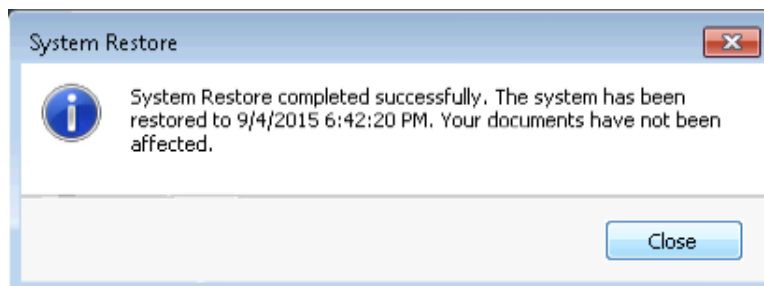 System Restore
System Restore completed successfully. The system has been
restored to 9/4/2015 6:42:20 PM. Your documents have not been
affected.
Close